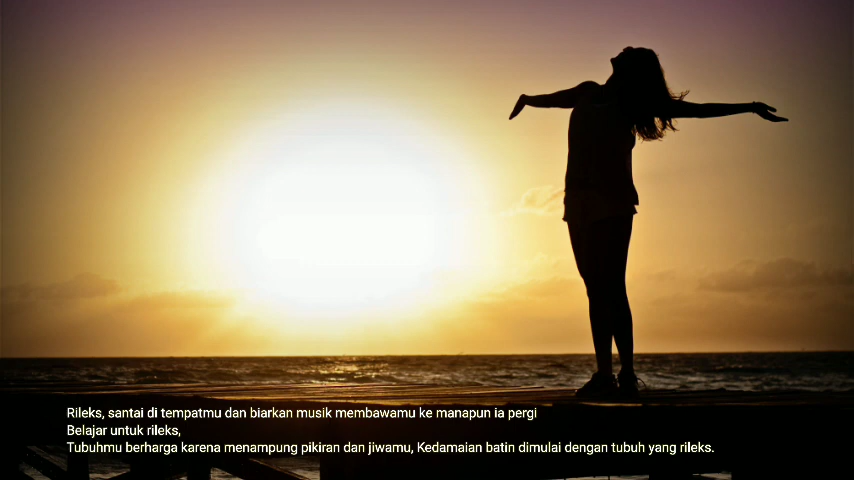 Rileks, santai di tempatmu dan biarkan musik membawamu ke manapun ia pergi
Belajar untuk rileks,
Tubuhmu berharga karena menampung pikiran dan jiwamu, Kedamaian batin dimulai dengan tubuh yang rileks.